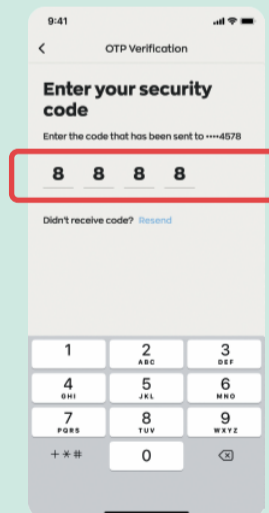 9:41
OTP Verification
Enter your security
code
Enter the code that has been sent to ••••4578
8 8 8 8
Didn't receive code? Resend
1 2 3
ABC DEF
4 5 6
GHI JKL MNO
7 8 9
PQRS TUV WXYZ
+*# 0